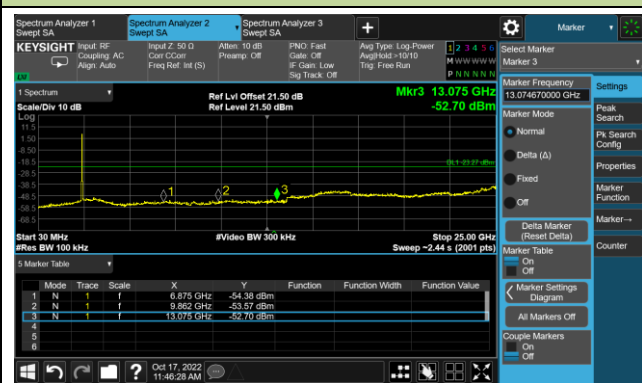 Spectrum Analyzer 1
Swept SA
Spectrum Analyzer 2
Swept SA
Spectrum Analyzer 3
Swept SA
+
Marker
KEYSIGHT
Input: RF
Coupling: AC
Align: Auto
Input Z: 50 Ω
Corr CCorr
Freq Ref: Int (S)
Atten: 10 dB
Preamp: Off
PNO: Fast
Gate: Off
IF Gain: Low
Sig Track: Off
Avg Type: Log-Power
Avg|Hold:>10/10
Trig: Free Run
1 2 3 4 5 6
M W W W W W
P N N N N N
Select Marker
Marker 3
1 Spectrum
Scale/Div 10 dB
Log
Ref Lvl Offset 21.50 dB
Ref Level 21.50 dBm
Mkr3 13.075 GHz
-52.70 dBm
11.5
1.50
-8.50
-18.5
-28.5
-38.5
-48.5
-58.5
-68.5
DL1 -23.27 dBm
1
2
3
Start 30 MHz
#Res BW 100 kHz
#Video BW 300 kHz
Stop 25.00 GHz
Sweep ~2.44 s (2001 pts)
Marker Frequency
13.074670000 GHz
Marker Mode
Normal
Delta (Δ)
Fixed
Off
Delta Marker
(Reset Delta)
Marker Table
On
Off
Marker Settings
Diagram
All Markers Off
Couple Markers
On
Off
Settings
Peak
Search
Pk Search
Config
Properties
Marker
Function
Marker→
Counter
5 Marker Table
Mode Trace Scale X Y Function Function Width Function Value
1 N 1 f 6.875 GHz -54.38 dBm
2 N 1 f 9.862 GHz -53.57 dBm
3 N 1 f 13.075 GHz -52.70 dBm
4
5
6
?
Oct 17, 2022
11:46:28 AM